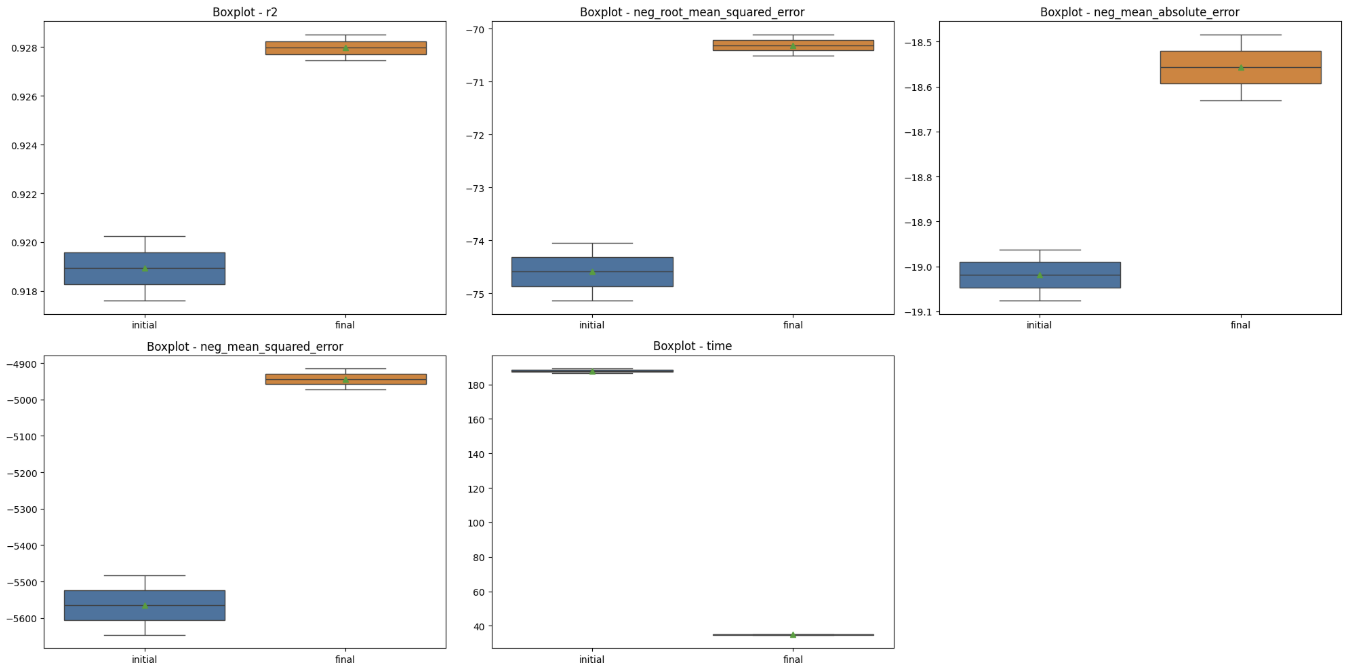 Boxplot - r2
0.928
0.926
0.924
0.922
0.920
0.918
initial
final
Boxplot - neg_root_mean_squared_error
−70
−71
−72
−73
−74
−75
initial
final
Boxplot - neg_mean_absolute_error
−18.5
−18.6
−18.7
−18.8
−18.9
−19.0
−19.1
initial
final
Boxplot - neg_mean_squared_error
−4900
−5000
−5100
−5200
−5300
−5400
−5500
−5600
initial
final
Boxplot - time
180
160
140
120
100
80
60
40
initial
final